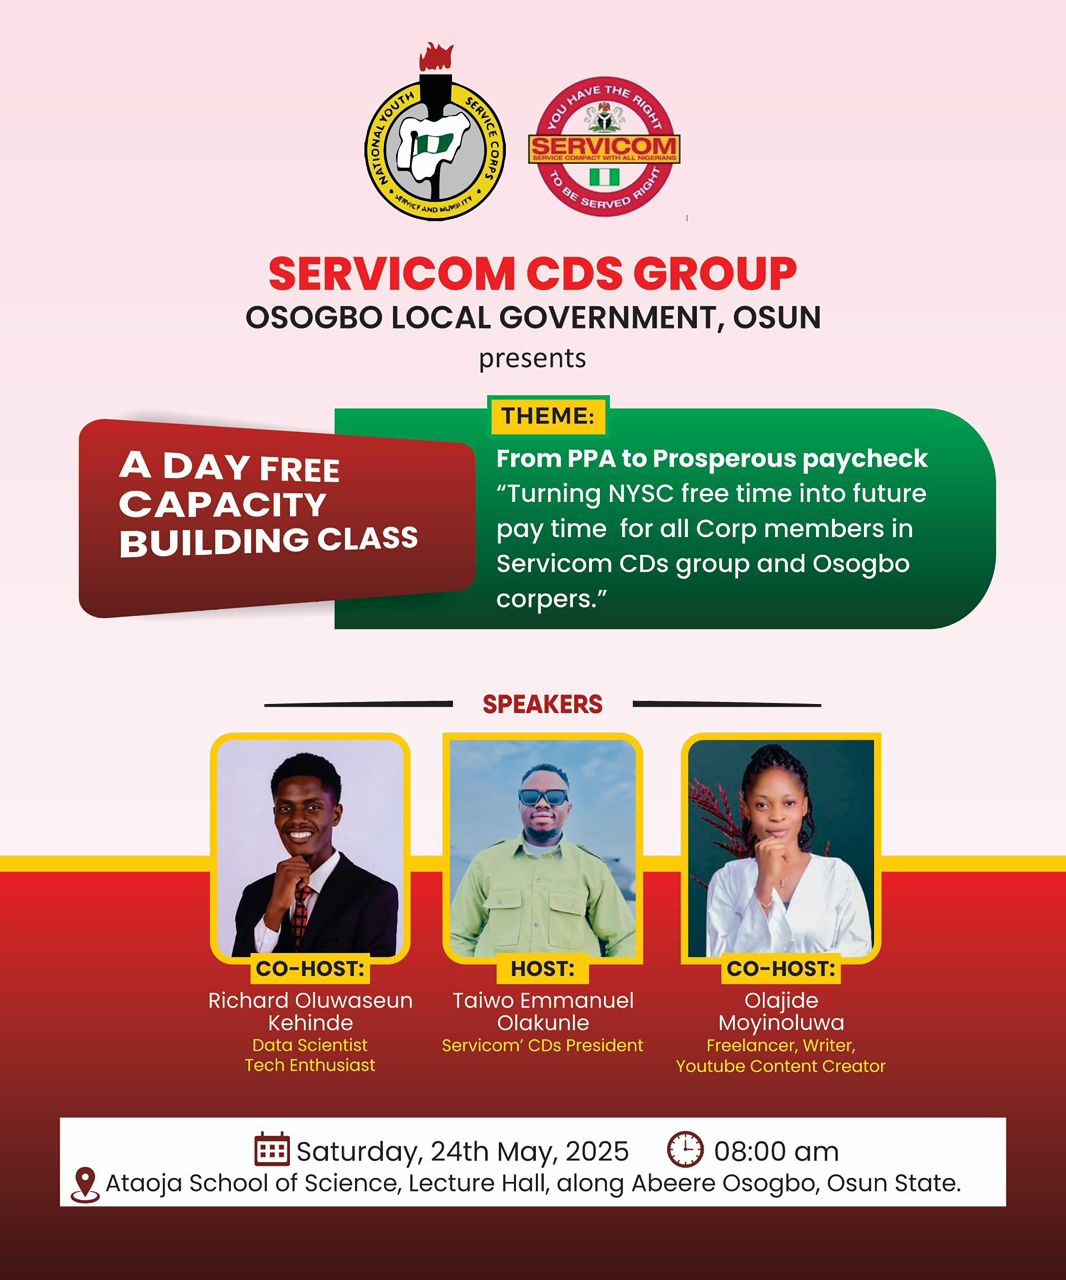 NATIONAL YOUTH SERVICE CORPS
SERVICE AND HUMILITY
YOU HAVE THE RIGHT
SERVICOM
SERVICE COMPACT WITH ALL NIGERIANS
TO BE SERVED RIGHT
SERVICOM CDS GROUP
OSOGBO LOCAL GOVERNMENT, OSUN
presents
A DAY FREE
CAPACITY
BUILDING CLASS
THEME:
From PPA to Prosperous paycheck
“Turning NYSC free time into future
pay time for all Corp members in
Servicom CDs group and Osogbo
corpers.”
SPEAKERS
CO-HOST:
Richard Oluwaseun
Kehinde
Data Scientist
Tech Enthusiast
HOST:
Taiwo Emmanuel
Olakunle
Servicom’ CDs President
CO-HOST:
Olajide
Moyinoluwa
Freelancer, Writer,
Youtube Content Creator
Saturday, 24th May, 2025 08:00 am
Ataoja School of Science, Lecture Hall, along Abeere Osogbo, Osun State.